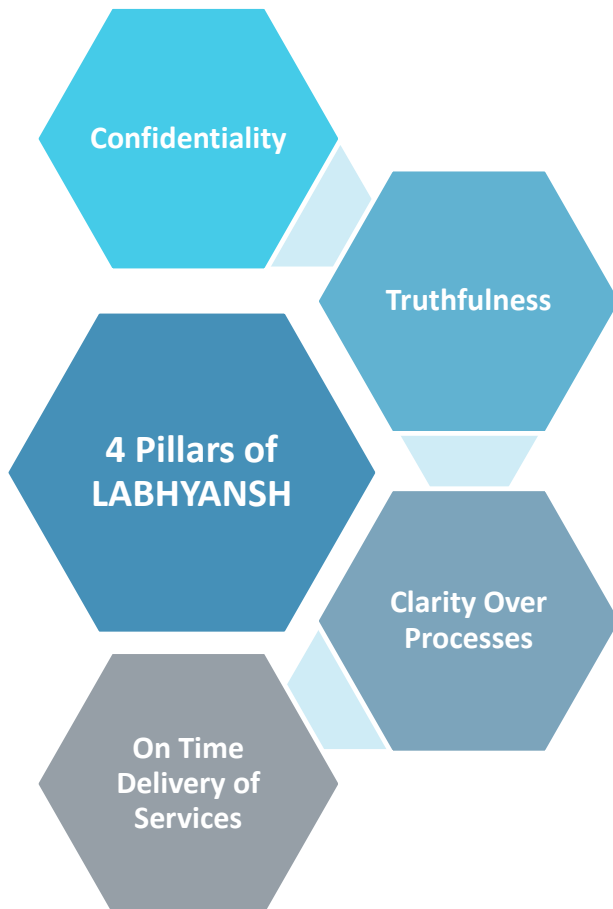 Confidentiality
Truthfulness
4 Pillars of
LABHYANSH
Clarity Over
Processes
On Time
Delivery of
Services